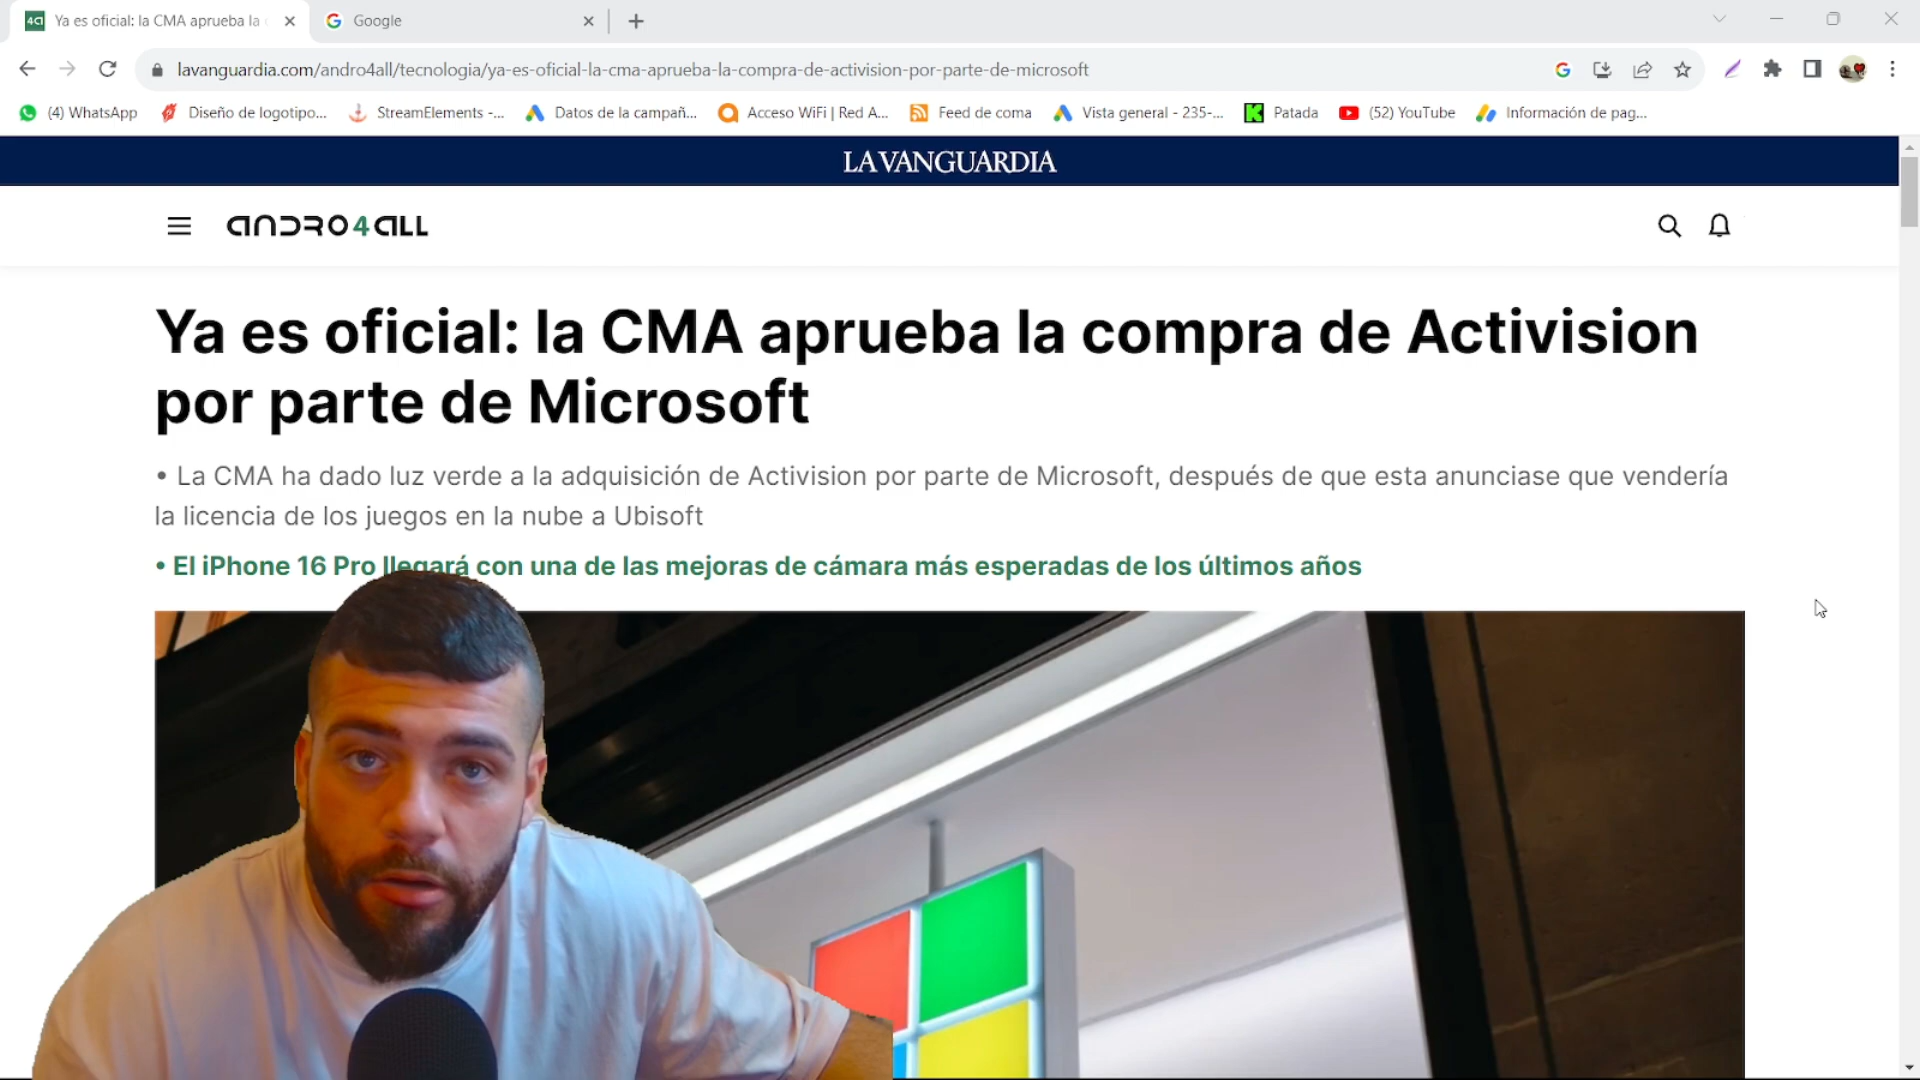 Ya es oficial: la CMA aprueba la c
Google
lavanguardia.com/andro4all/tecnologia/ya-es-oficial-la-cma-aprueba-la-compra-de-activision-por-parte-de-microsoft
(4) WhatsApp
Diseño de logotipo...
StreamElements -...
Datos de la campañ...
Acceso WiFi | Red A...
Feed de coma
Vista general - 235-...
Patada
(52) YouTube
Información de pag...
LA VANGUARDIA
ANDRO4ALL
Ya es oficial: la CMA aprueba la compra de Activision
por parte de Microsoft
• La CMA ha dado luz verde a la adquisición de Activision por parte de Microsoft, después de que esta anunciase que vendería
la licencia de los juegos en la nube a Ubisoft
• El iPhone 16 Pro llegará con una de las mejoras de cámara más esperadas de los últimos años